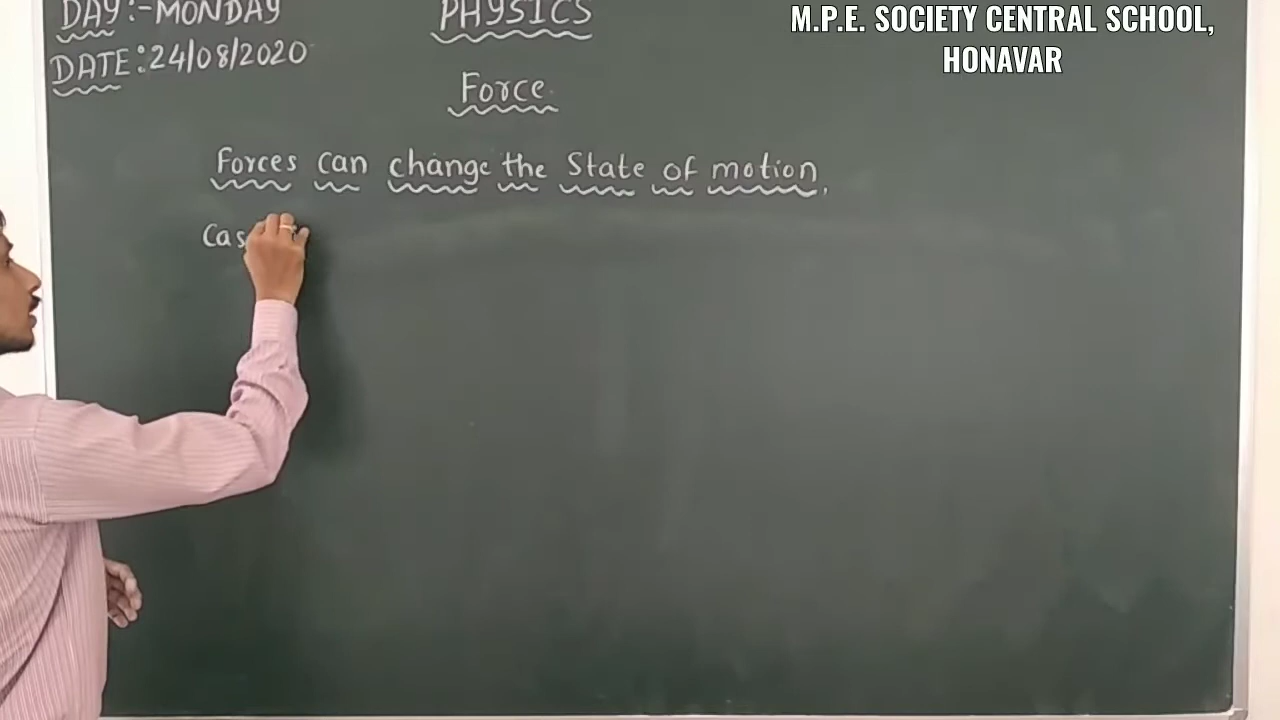 DAY:-MONDAY
DATE:24/08/2020
PHYSICS
M.P.E. SOCIETY CENTRAL SCHOOL,
HONAVAR
Force
Forces can change the State of motion,
Cas